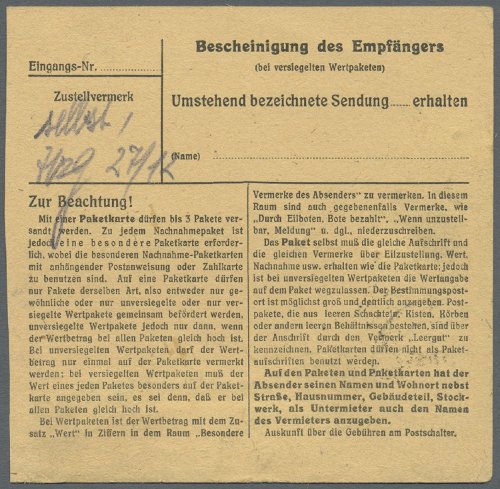 Eingangs-Nr.
Zustellvermerk
selbst,
27/12
Bescheinigung des Empfängers
(bei versiegelten Wertpaketen)
Umstehend bezeichnete Sendung...... erhalten
(Name)
Zur Beachtung!
Mit einer Paketkarte dürfen bis 3 Pakete ver-
sandt werden. Zu jedem Nachnahmepaket ist
jedoch eine besondere Paketkarte erforder-
lich, wobei die besonderen Nachnahme-Paketkarten
mit anhängender Postanweisung oder Zahlkarte
zu benutzen sind. Auf eine Paketkarte dürfen
nur Pakete derselben Art, also entweder nur ge-
wöhnliche oder nur unversiegelte oder nur versie-
gelte Wertpakete gemeinsam befördert werden,
unversiegelte Wertpakete jedoch nur dann, wenn
der Wertbetrag bei allen Paketen gleich hoch ist.
Bei unversiegelten Wertpaketen darf der Wert-
betrag nur einmal auf der Paketkarte vermerkt
werden; bei versiegelten Wertpaketen muß der
Wert eines jeden Paketes besonders auf der Paket-
karte angegeben sein, es sei denn, daß er bei
allen Paketen gleich hoch ist.
Bei Wertpaketen ist der Wertbetrag mit dem Zu-
satz „Wert“ in Ziffern in dem Raum „Besondere
Vermerke des Absenders“ zu vermerken. In diesem
Raum sind auch gegebenenfalls Vermerke, wie
„Durch Eilboten, Bote bezahlt“, „Wenn unzustell-
bar, Meldung“ u. dgl., niederzuschreiben.
Das Paket selbst muß die gleiche Aufschrift und
die gleichen Vermerke über Eilzustellung, Wert,
Nachnahme usw. erhalten wie die Paketkarte; jedoch
ist bei unversiegelten Wertpaketen die Wertangabe
auf dem Paket wegzulassen. Der Bestimmungspost-
ort ist möglichst groß und deutlich anzugeben. Post-
pakete, die aus leeren Schachteln, Kisten, Körben
oder andern leeren Behältnissen bestehen, sind über
der Anschrift durch den Vermerk „Leergut“ zu
kennzeichnen. Paketkarten dürfen nicht als Paket-
aufschriften benutzt werden.
Auf den Paketen und Paketkarten hat der
Absender seinen Namen und Wohnort nebst
Straße, Hausnummer, Gebäudeteil, Stock-
werk, als Untermieter auch den Namen
des Vermieters anzugeben.
Auskunft über die Gebühren am Postschalter.